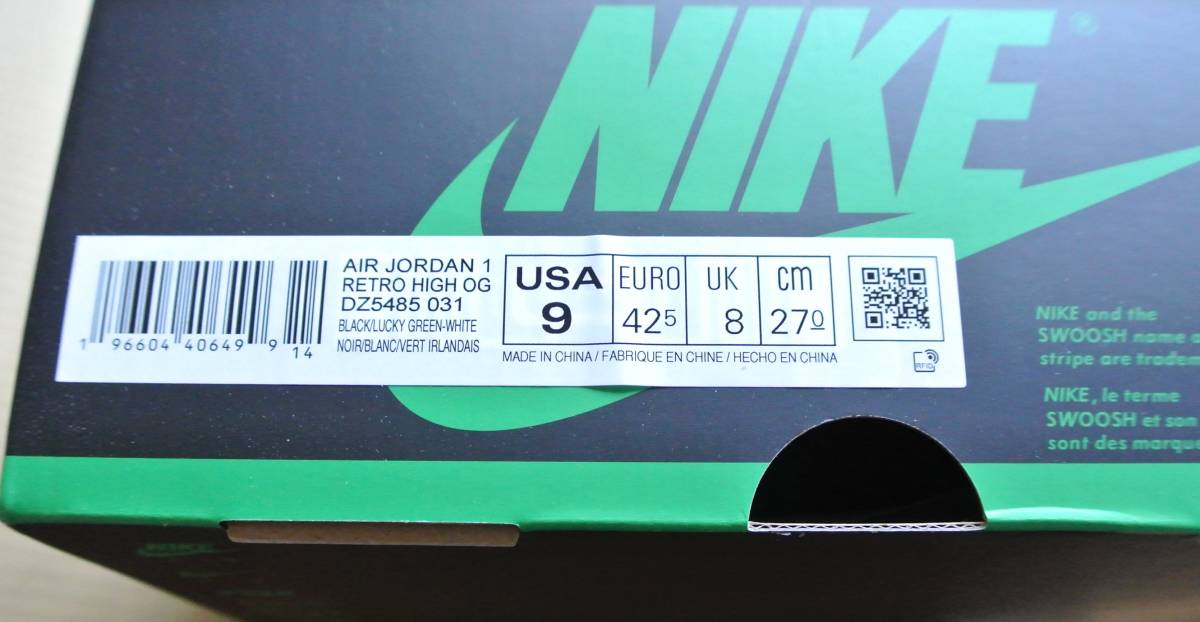 NIKE®
AIR JORDAN 1
RETRO HIGH OG
DZ5485 031
BLACK/LUCKY GREEN-WHITE
NOIR/BLANC/VERT IRLANDAIS
1 96604 40649 9 14
USA EURO UK cm
9 42 5 8 27 0
MADE IN CHINA / FABRIQUE EN CHINE / HECHO EN CHINA
RFID
NIKE and the
SWOOSH name
stripe are
NIKE, le terme
SWOOSH et son
sont des
NIKE